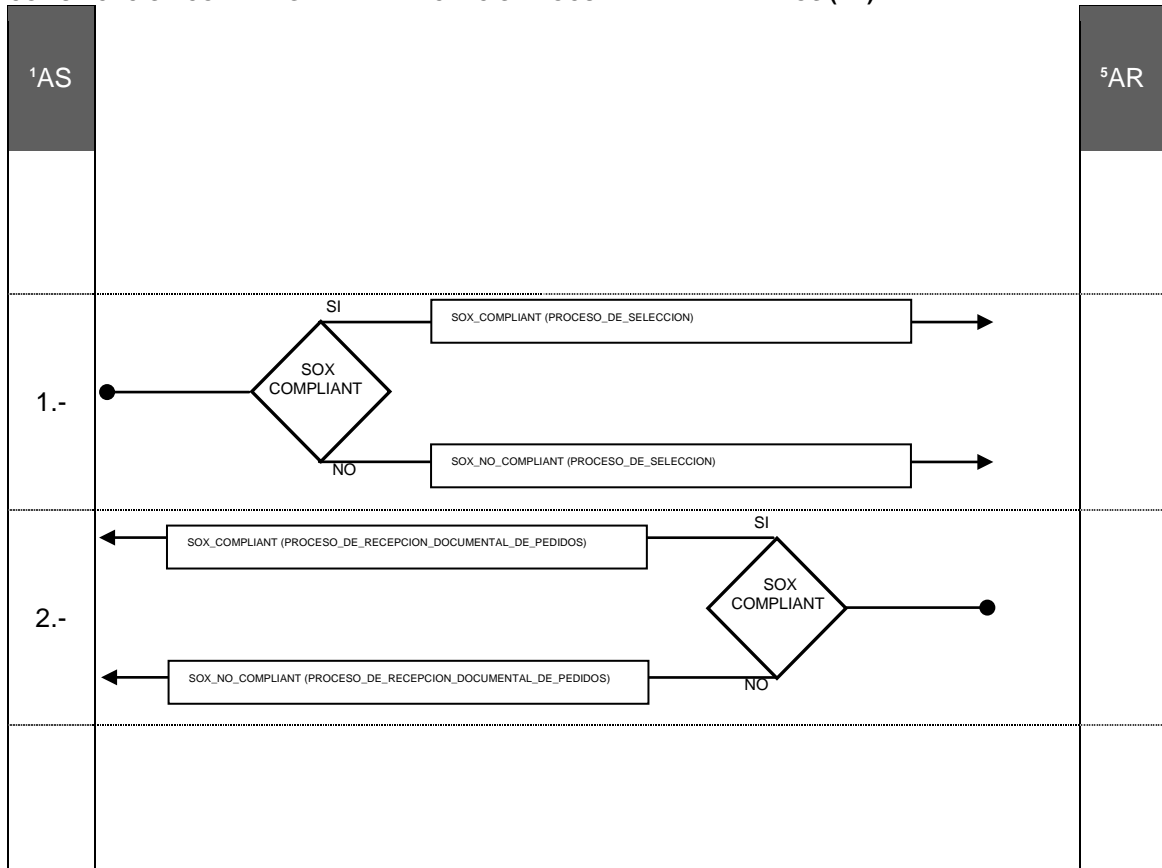 ¹AS
⁵AR
SI
SOX_COMPLIANT (PROCESO_DE_SELECCION)
SOX
COMPLIANT
1.-
NO
SOX_NO_COMPLIANT (PROCESO_DE_SELECCION)
SI
SOX_COMPLIANT (PROCESO_DE_RECEPCION_DOCUMENTAL_DE_PEDIDOS)
SOX
COMPLIANT
2.-
SOX_NO_COMPLIANT (PROCESO_DE_RECEPCION_DOCUMENTAL_DE_PEDIDOS)
NO